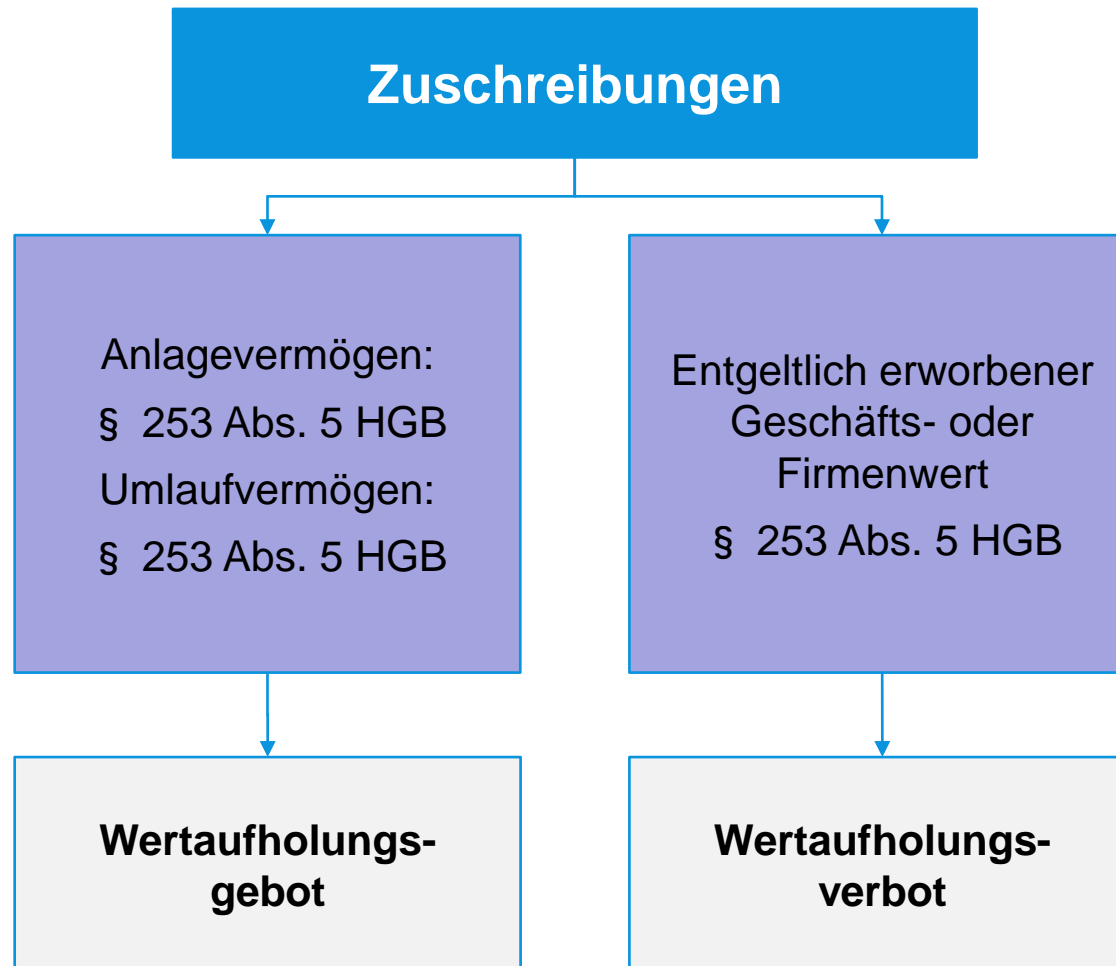 Zuschreibungen
Anlagevermögen:
§ 253 Abs. 5 HGB
Umlaufvermögen:
§ 253 Abs. 5 HGB
Entgeltlich erworbener
Geschäfts- oder
Firmenwert
§ 253 Abs. 5 HGB
Wertaufholungs-
gebot
Wertaufholungs-
verbot